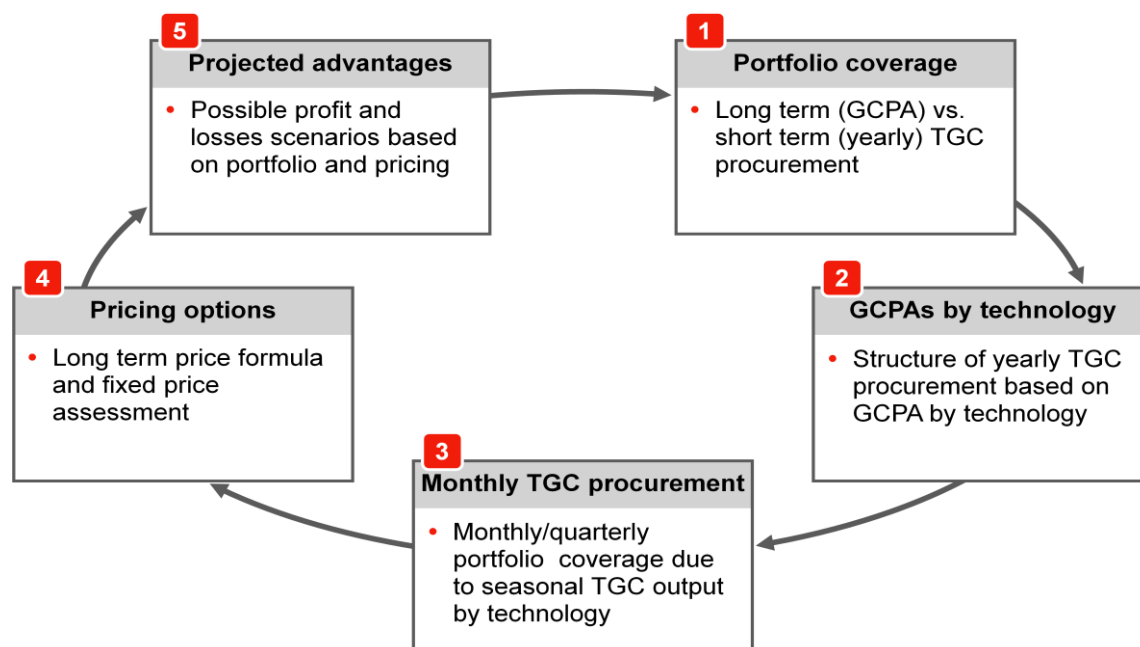 1
Portfolio coverage
• Long term (GCPA) vs.
short term (yearly) TGC
procurement
2
GCPAs by technology
• Structure of yearly TGC
procurement based on
GCPA by technology
3
Monthly TGC procurement
• Monthly/quarterly
portfolio coverage due
to seasonal TGC output
by technology
4
Pricing options
• Long term price formula
and fixed price
assessment
5
Projected advantages
• Possible profit and
losses scenarios based
on portfolio and pricing